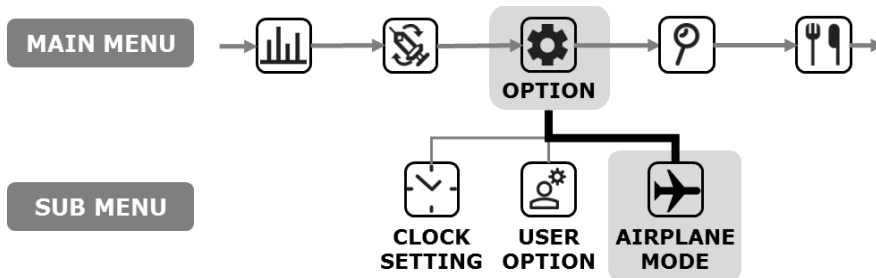 MAIN MENU
OPTION
SUB MENU
CLOCK
SETTING
USER
OPTION
AIRPLANE
MODE